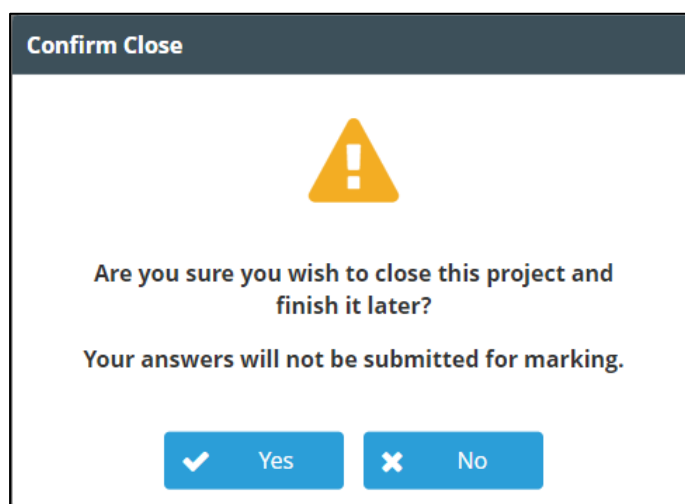 Confirm Close
Are you sure you wish to close this project and
finish it later?
Your answers will not be submitted for marking.
Yes
No